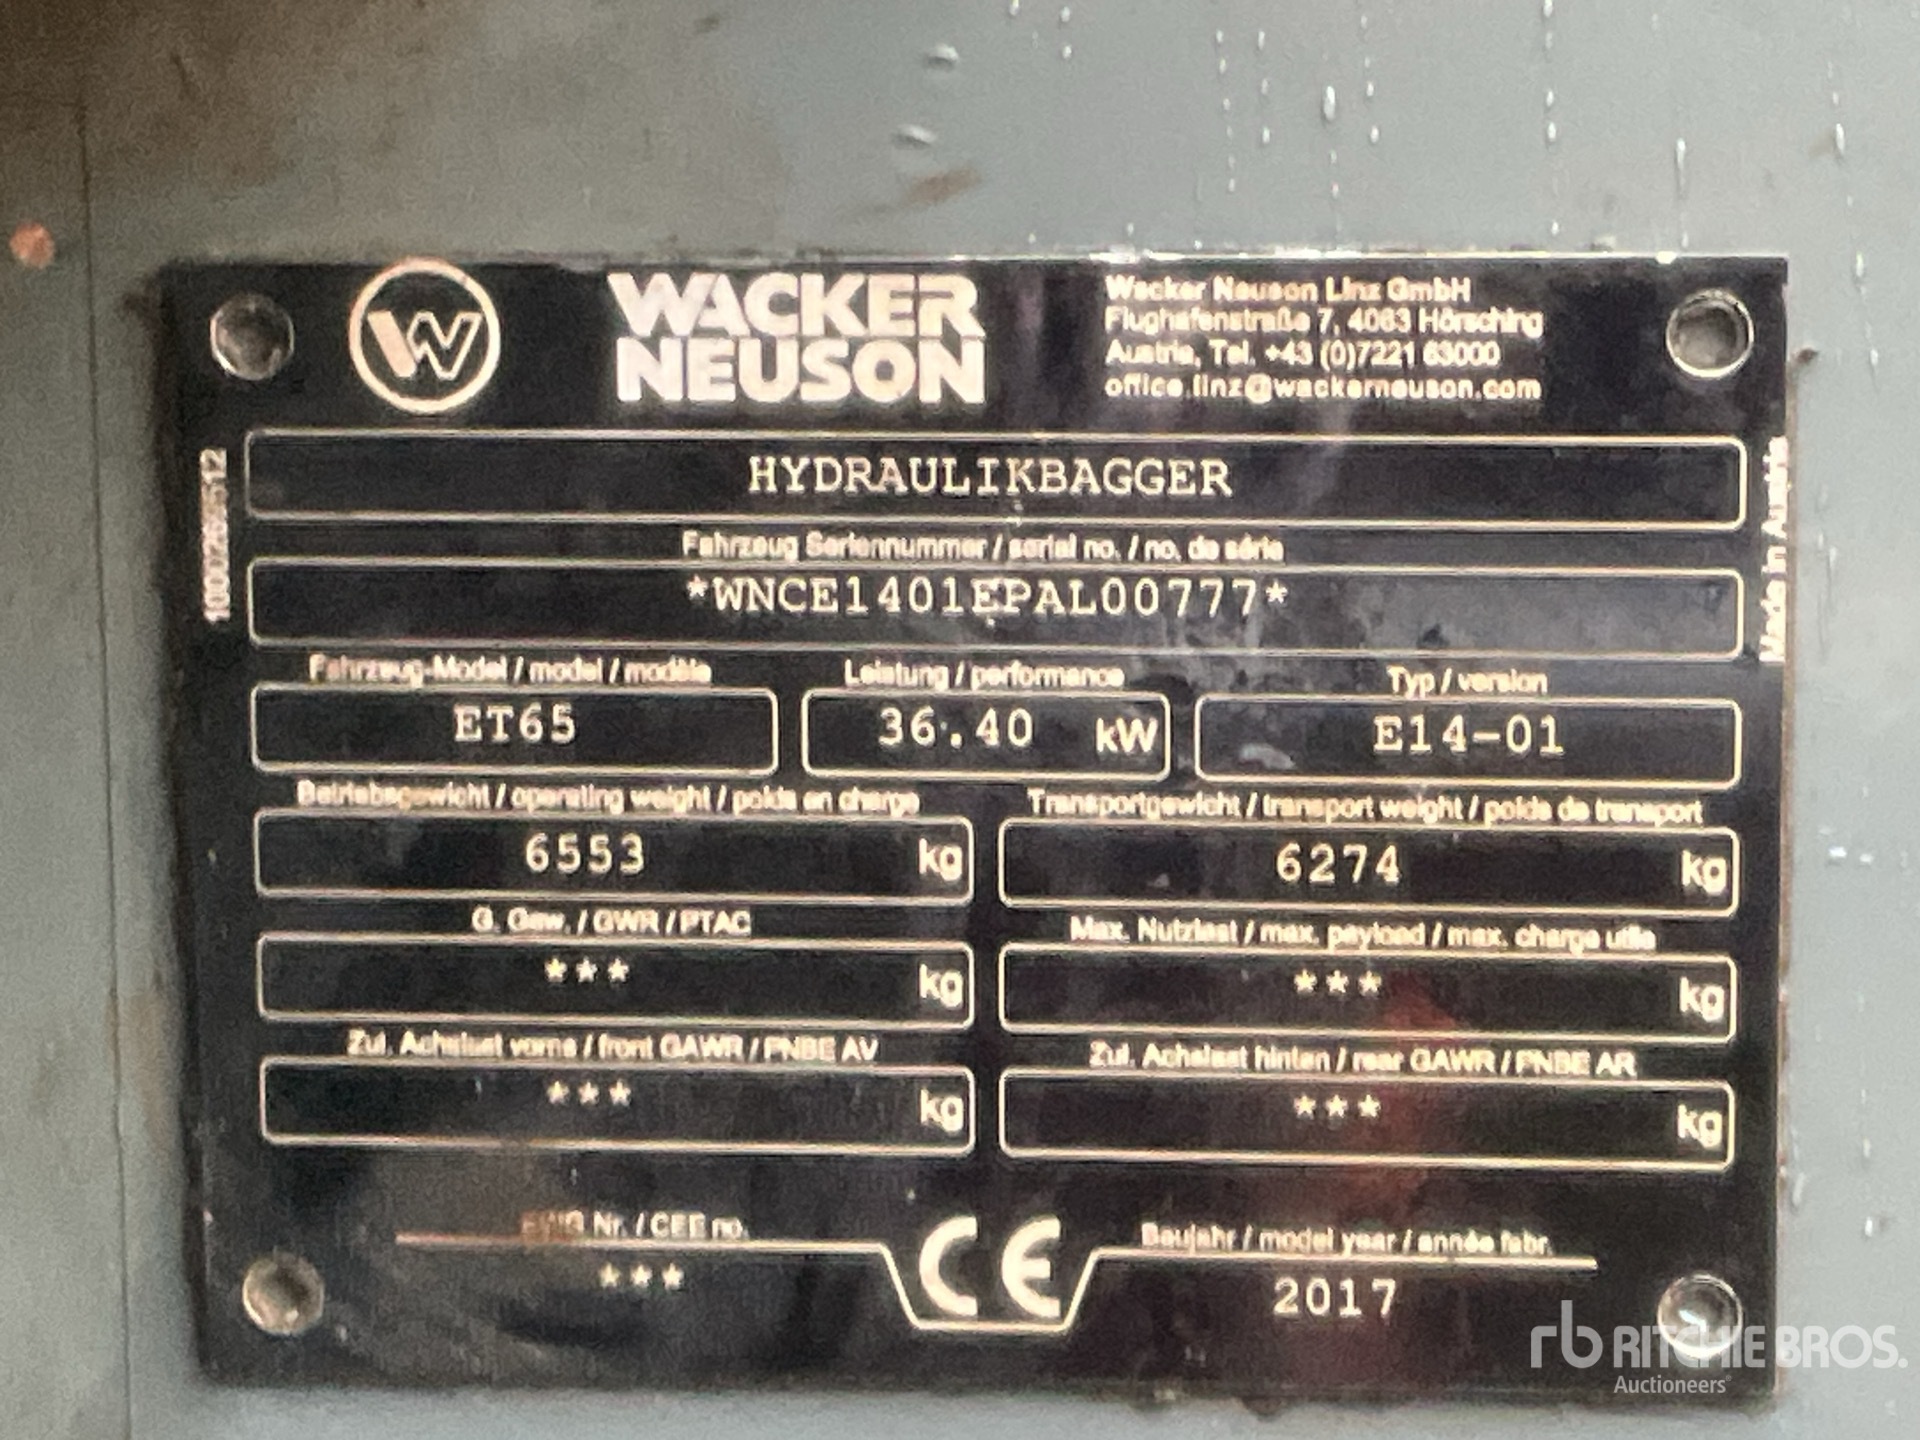 W
WACKER
NEUSON
Wacker Neuson Linz GmbH
Flughafenstraße 7, 4063 Hörsching
Austria, Tel. +43 (0)7221 63000
office.linz@wackerneuson.com
1000265512
Made in Austria
HYDRAULIKBAGGER
Fahrzeug Seriennummer / serial no. / no. de série
*WNCE1401EPAL00777*
Fahrzeug-Model / model / modèle
Leistung / performance
Typ / version
ET65
36.40 kW
E14-01
Betriebsgewicht / operating weight / poids en charge
Transportgewicht / transport weight / poids de transport
6553 kg
6274 kg
G. Gew. / GWR / PTAC
Max. Nutzlast / max. payload / max. charge utile
*** kg
*** kg
Zul. Achslast vorne / front GAWR / PNBE AV
Zul. Achslast hinten / rear GAWR / PNBE AR
*** kg
*** kg
EWG Nr. / CEE no.
***
CE
Baujahr / model year / année fabr.
2017
rb RITCHIE BROS.
Auctioneers